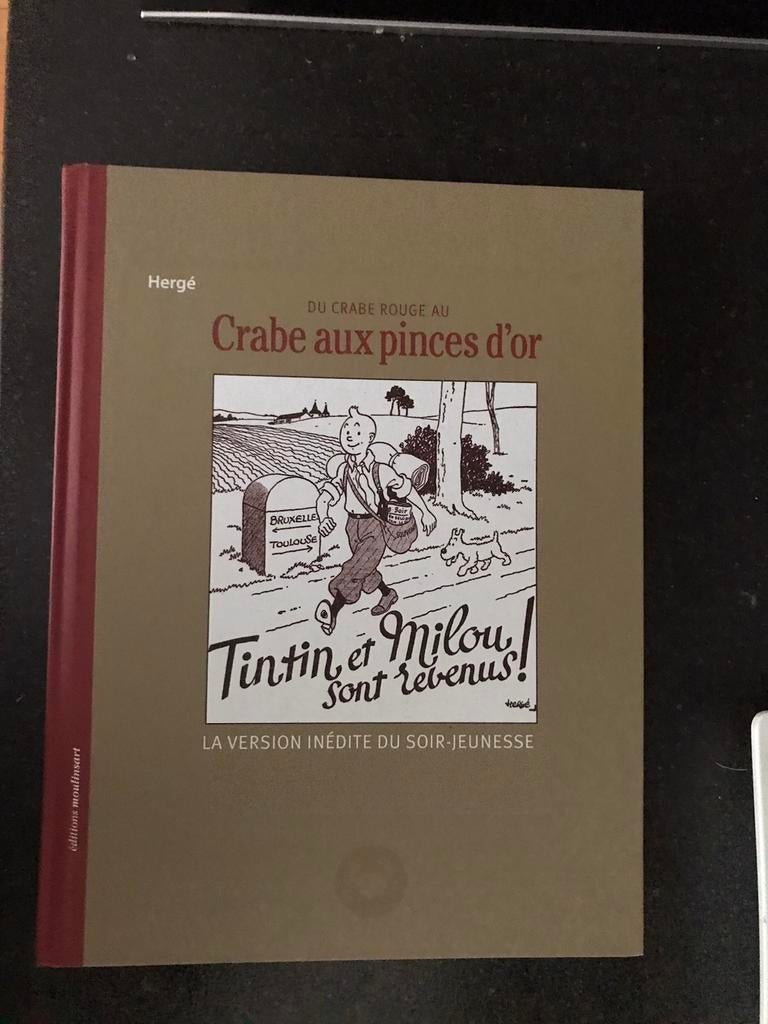 Hergé
DU CRABE ROUGE AU
Crabe aux pinces d'or
BRUXELLE
TOULOUSE
Soir
Tintin et Milou
sont revenus!
HERGÉ
LA VERSION INÉDITE DU SOIR-JEUNESSE
éditions moulinsart